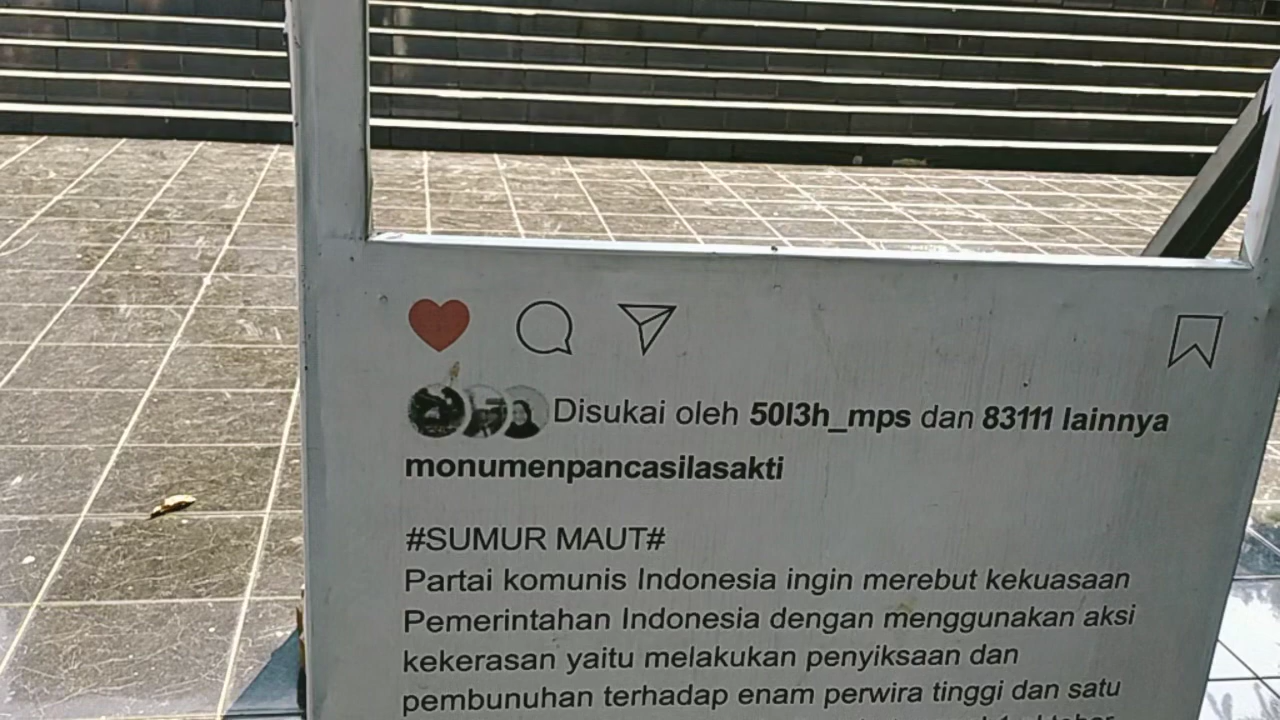 Disukai oleh 50l3h_mps dan 83111 lainnya
monumenpancasilasakti
#SUMUR MAUT#
Partai komunis Indonesia ingin merebut kekuasaan
Pemerintahan Indonesia dengan menggunakan aksi
kekerasan yaitu melakukan penyiksaan dan
pembunuhan terhadap enam perwira tinggi dan satu